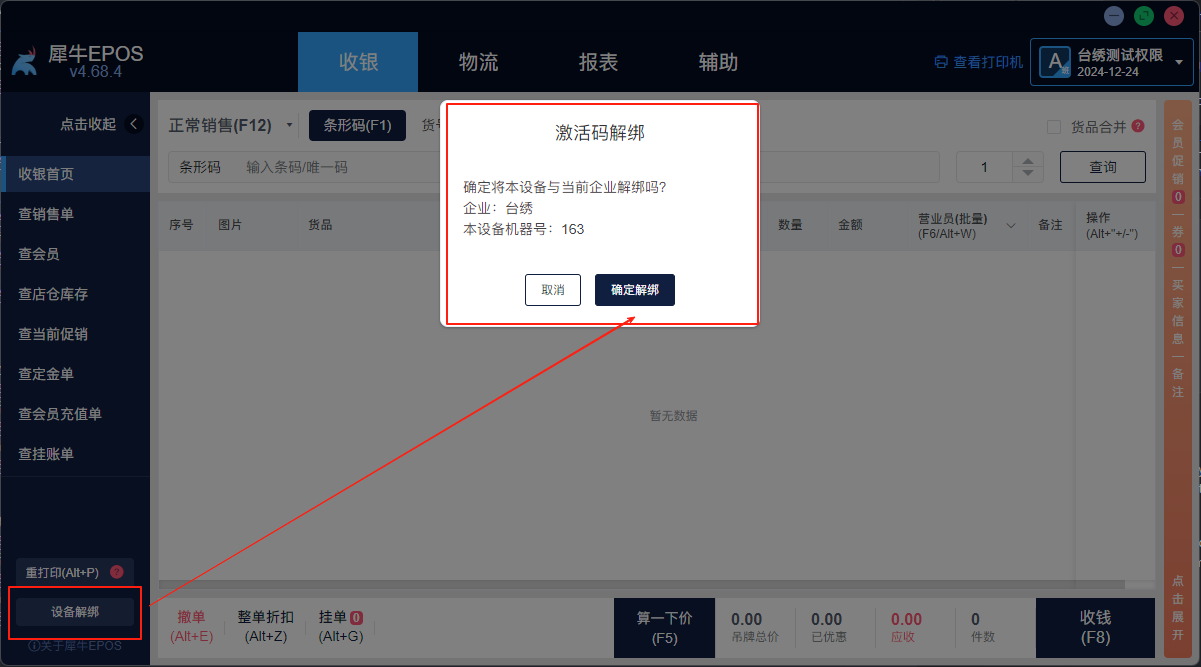 犀牛EPOS
v4.68.4
收银
物流
报表
辅助
查看打印机
A
班
台绣测试权限
2024-12-24
点击收起
收银首页
查销售单
查会员
查店仓库存
查当前促销
查定金单
查会员充值单
查挂账单
重打印(Alt+P) ?
设备解绑
关于犀牛EPOS
正常销售(F12)
条形码(F1)
货号
货品合并 ?
条形码
输入条码/唯一码
1
查询
序号
图片
货品
数量
金额
营业员(批量)
(F6/Alt+W)
备注
操作
(Alt+"+/-")
暂无数据
激活码解绑
确定将本设备与当前企业解绑吗?
企业：台绣
本设备机器号：163
取消
确定解绑
撤单
(Alt+E)
整单折扣
(Alt+Z)
挂单 0
(Alt+G)
算一下价
(F5)
0.00
吊牌总价
0.00
已优惠
0.00
应收
0
件数
收钱
(F8)
会员促销
0
券
0
买家信息
备注
点击展开